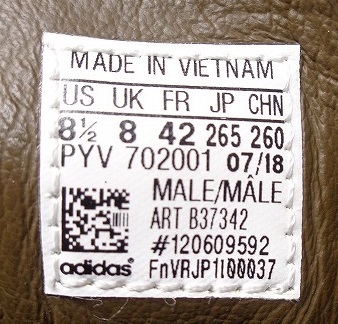 MADE IN VIETNAM
US UK FR JP CHN
8½ 8 42 265 260
PYV 702001 07/18
MALE/MÂLE
ART B37342
#120609592
adidas® FnVRJP1l00037